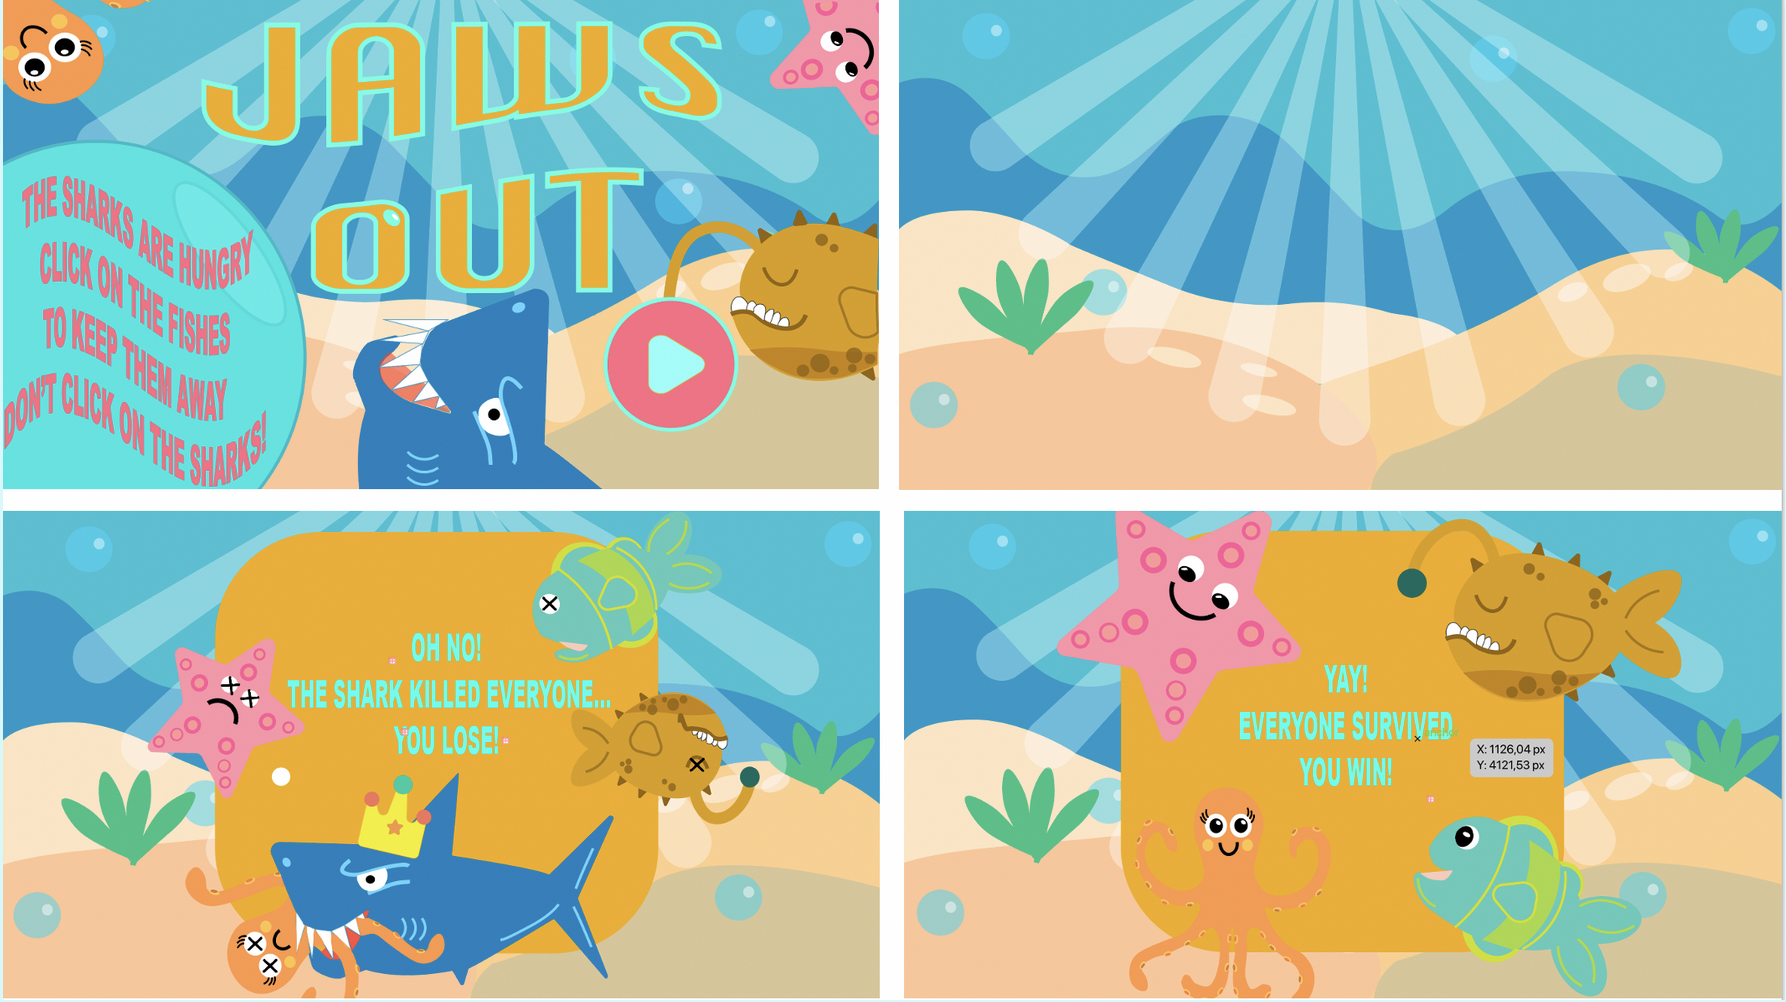 JAWS
OUT
THE SHARKS ARE HUNGRY
CLICK ON THE FISHES
TO KEEP THEM AWAY
DON'T CLICK ON THE SHARKS!
OH NO!
THE SHARK KILLED EVERYONE...
YOU LOSE!
YAY!
EVERYONE SURVIVED
YOU WIN!
X: 1126,04 px
Y: 4121,53 px